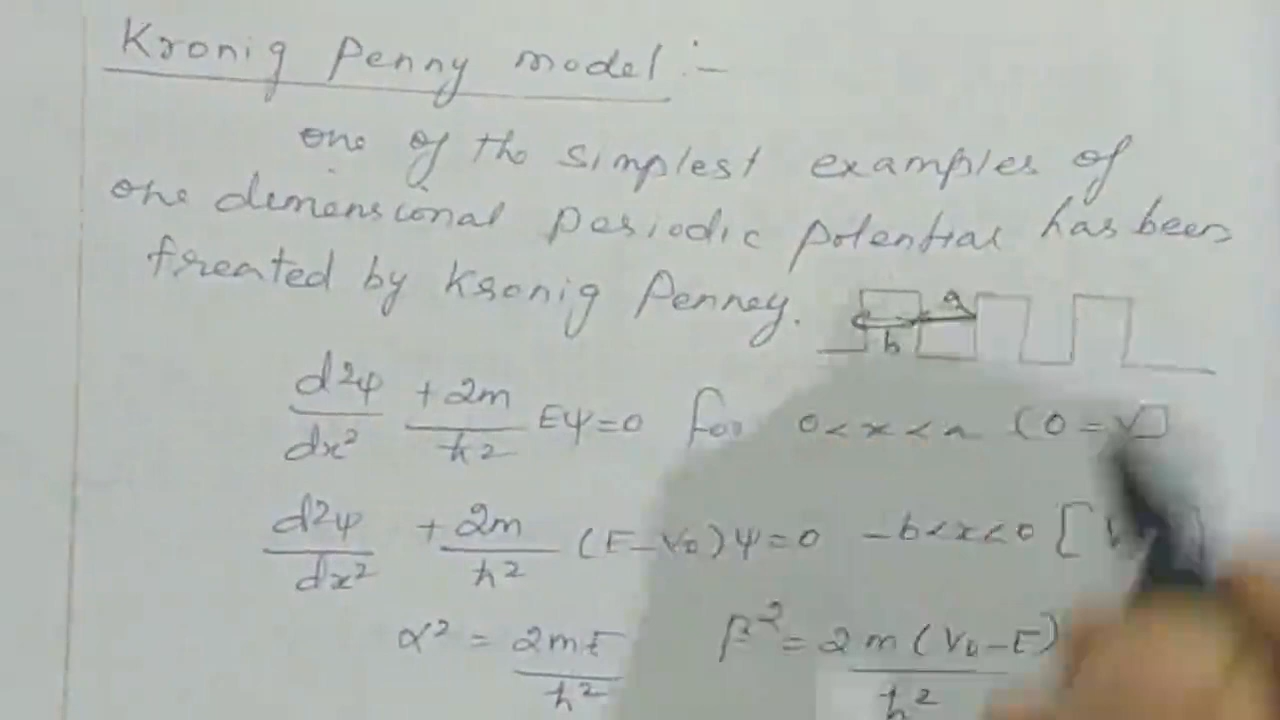 Kronig Penny model :-
one of the simplest examples of
one dimensional periodic potential has been
treated by Kronig Penney.
a
b
d²ψ/dx² + 2m/ħ² Eψ=0 for 0<x<a (0=V]
d²ψ/dx² + 2m/ħ² (E-V₀)ψ=0 -b<x<0 [
α² = 2mE/ħ² β² = 2m(V₀-E)/ħ²